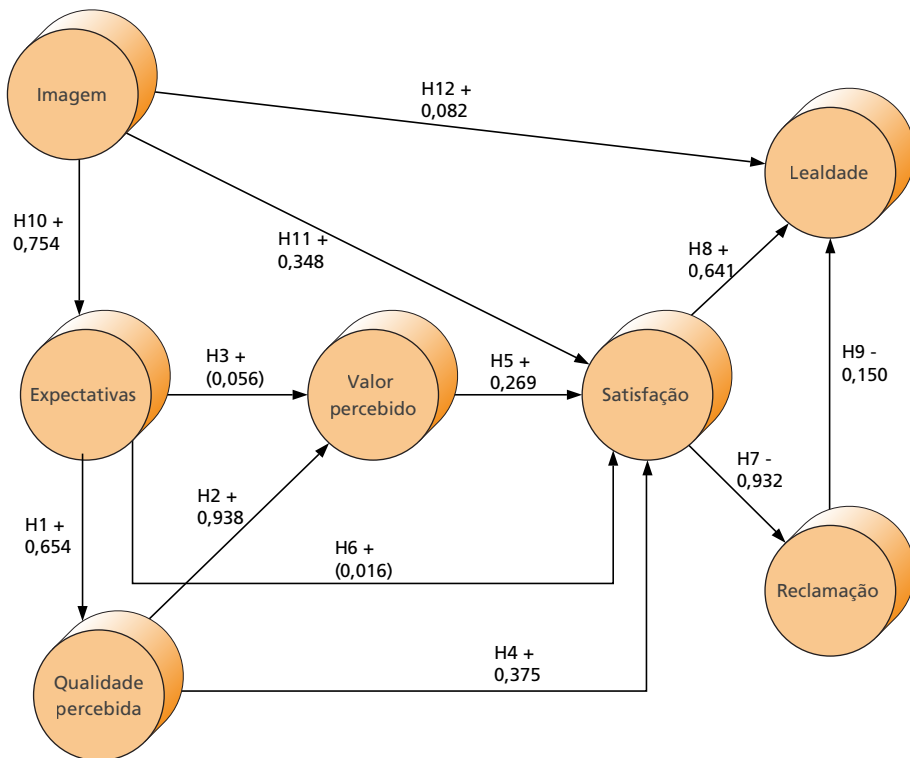 Imagem
H12 +
0,082
Lealdade
H10 +
0,754
H11 +
0,348
H8 +
0,641
Expectativas
H3 +
(0,056)
Valor
percebido
H5 +
0,269
Satisfação
H9 -
0,150
H7 -
0,932
H2 +
0,938
H1 +
0,654
H6 +
(0,016)
Reclamação
H4 +
0,375
Qualidade
percebida